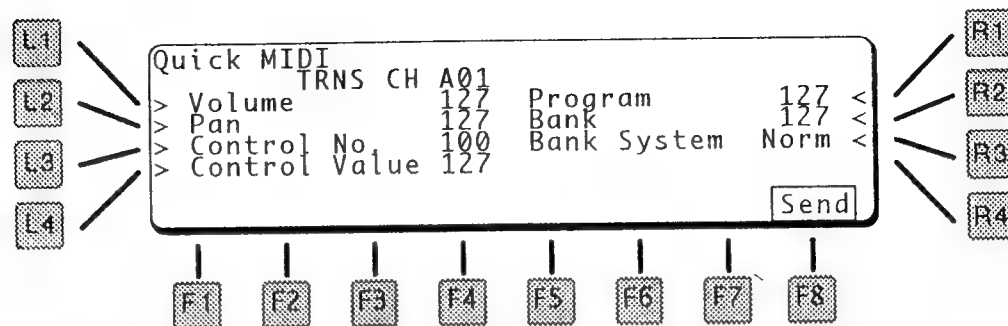 L1
L2
L3
L4
Quick MIDI
TRNS CH A01
> Volume 127 Program 127 <
> Pan 127 Bank 127 <
> Control No. 100 Bank System Norm <
> Control Value 127
Send
R1
R2
R3
R4
F1 F2 F3 F4 F5 F6 F7 F8